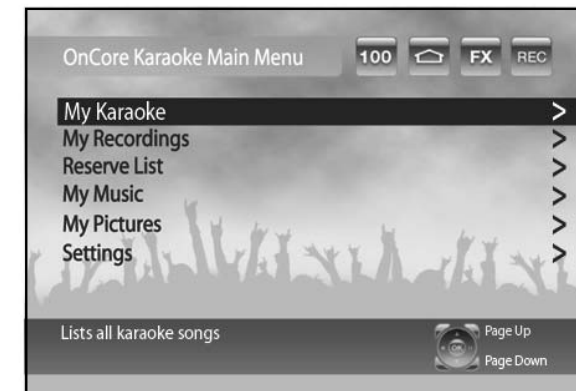 OnCore Karaoke Main Menu 100 FX REC
My Karaoke >
My Recordings >
Reserve List >
My Music >
My Pictures >
Settings >
Lists all karaoke songs
OK
Page Up
Page Down